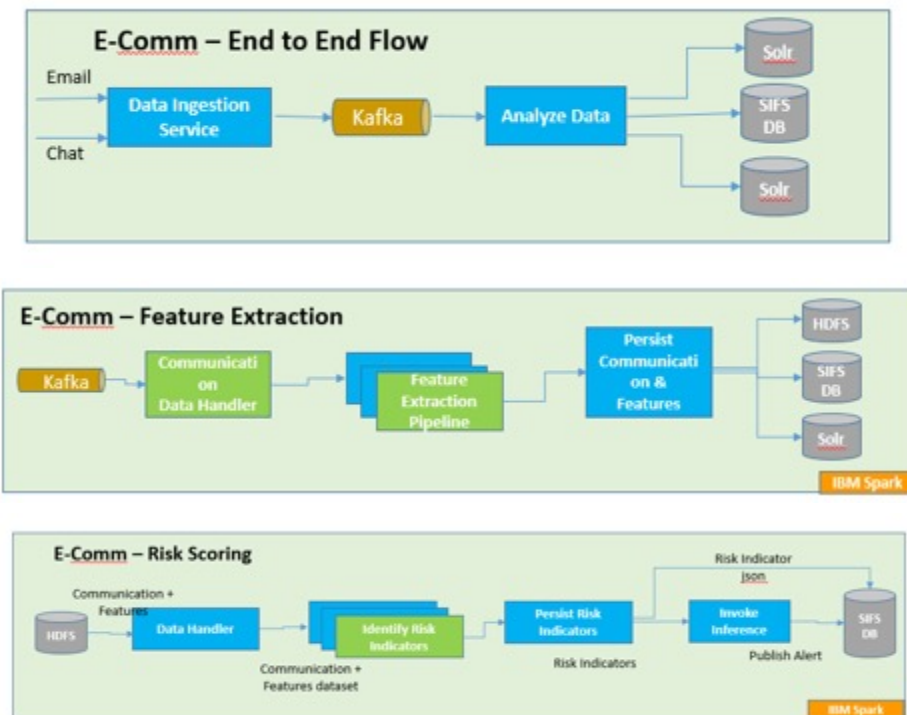 E-Comm – End to End Flow
Email
Data Ingestion
Service
Chat
Kafka
Analyze Data
Solr
SIFS
DB
Solr
E-Comm – Feature Extraction
Kafka
Communicati
on
Data Handler
Feature
Extraction
Pipeline
Persist
Communicati
on &
Features
HDFS
SIFS
DB
Solr
IBM Spark
E-Comm – Risk Scoring
Communication +
Features
HDFS
Data Handler
Communication +
Features dataset
Identify Risk
Indicators
Persist Risk
Indicators
Risk Indicators
Risk Indicator
json
Invoke
Inference
Publish Alert
SIFS
DB
IBM Spark